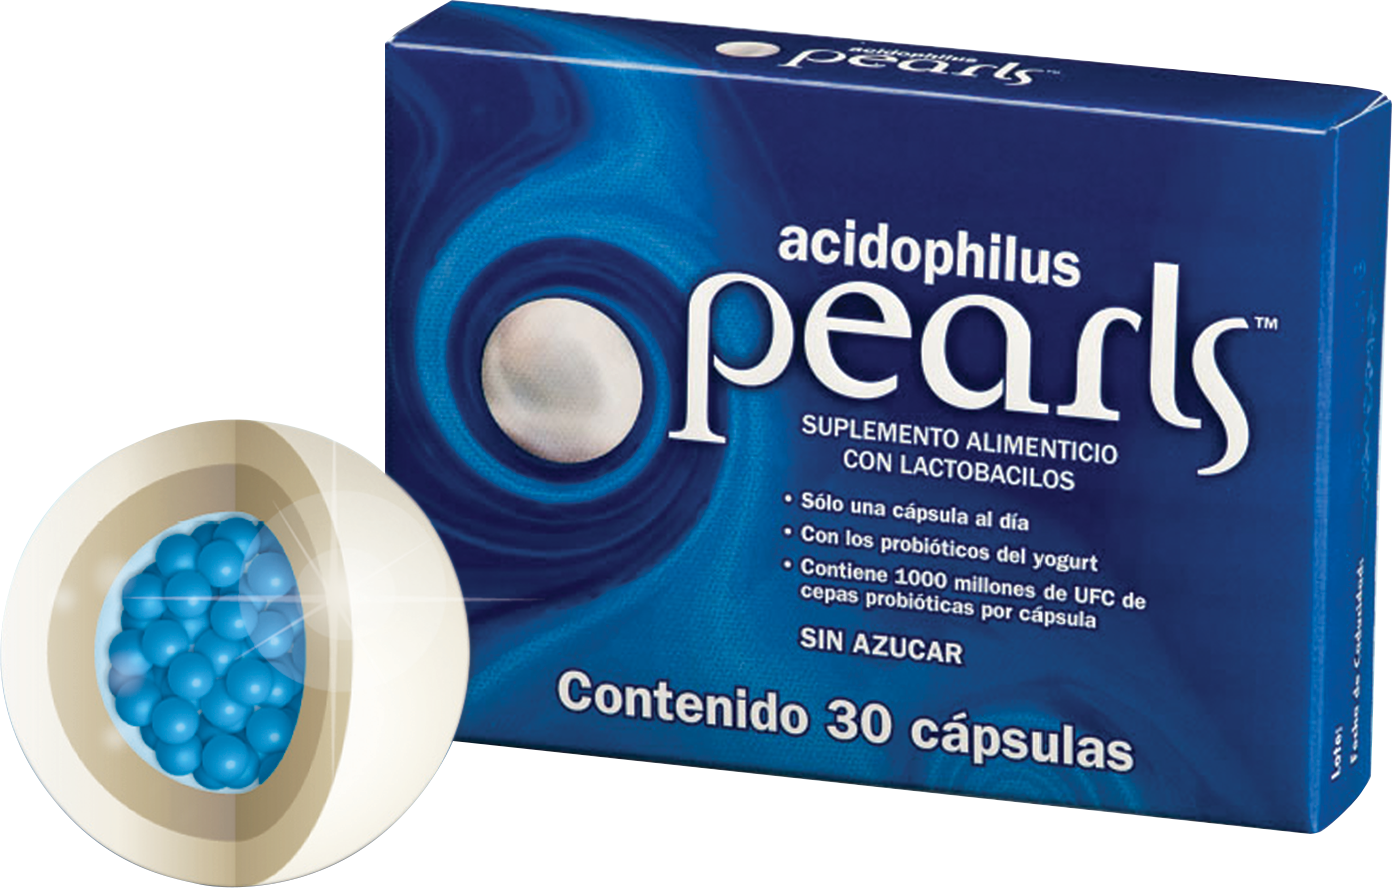 acidophilus
pearls™
acidophilus
pearls™
SUPLEMENTO ALIMENTICIO
CON LACTOBACILOS
• Sólo una cápsula al día
• Con los probióticos del yogurt
• Contiene 1000 millones de UFC de
cepas probióticas por cápsula
SIN AZUCAR
Contenido 30 cápsulas
Lote:
Fecha de Caducidad: